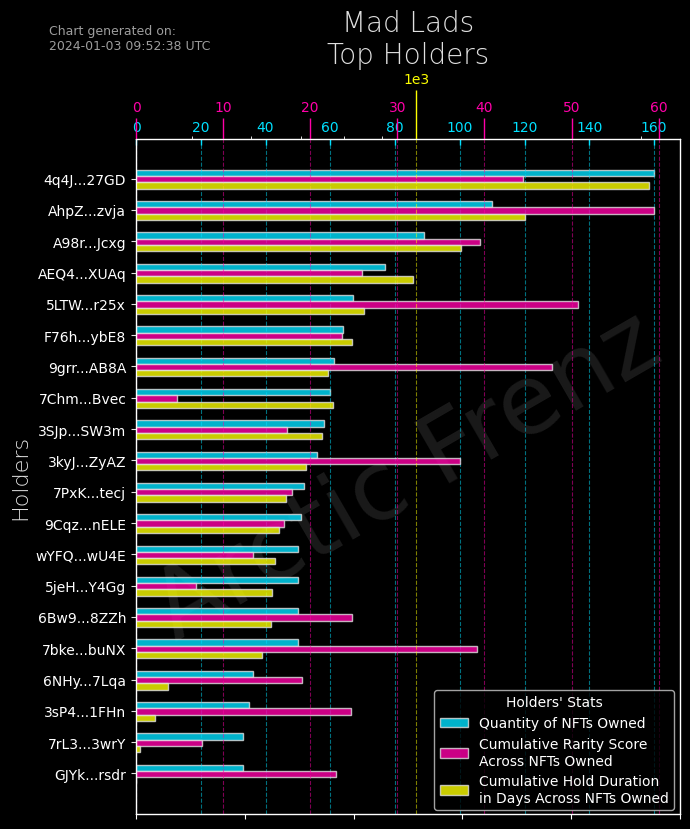 Chart generated on:
2024-01-03 09:52:38 UTC
Mad Lads
Top Holders
1e3
0 10 20 30 40 50 60
0 20 40 60 80 100 120 140 160
Holders
4q4J...27GD
AhpZ...zvja
A98r...Jcxg
AEQ4...XUAq
5LTW...r25x
F76h...ybE8
9grr...AB8A
7Chm...Bvec
3SJp...SW3m
3kyJ...ZyAZ
7PxK...tecj
9Cqz...nELE
wYFQ...wU4E
5jeH...Y4Gg
6Bw9...8ZZh
7bke...buNX
6NHy...7Lqa
3sP4...1FHn
7rL3...3wrY
GJYk...rsdr
Arctic Frenz
Holders' Stats
Quantity of NFTs Owned
Cumulative Rarity Score
Across NFTs Owned
Cumulative Hold Duration
in Days Across NFTs Owned